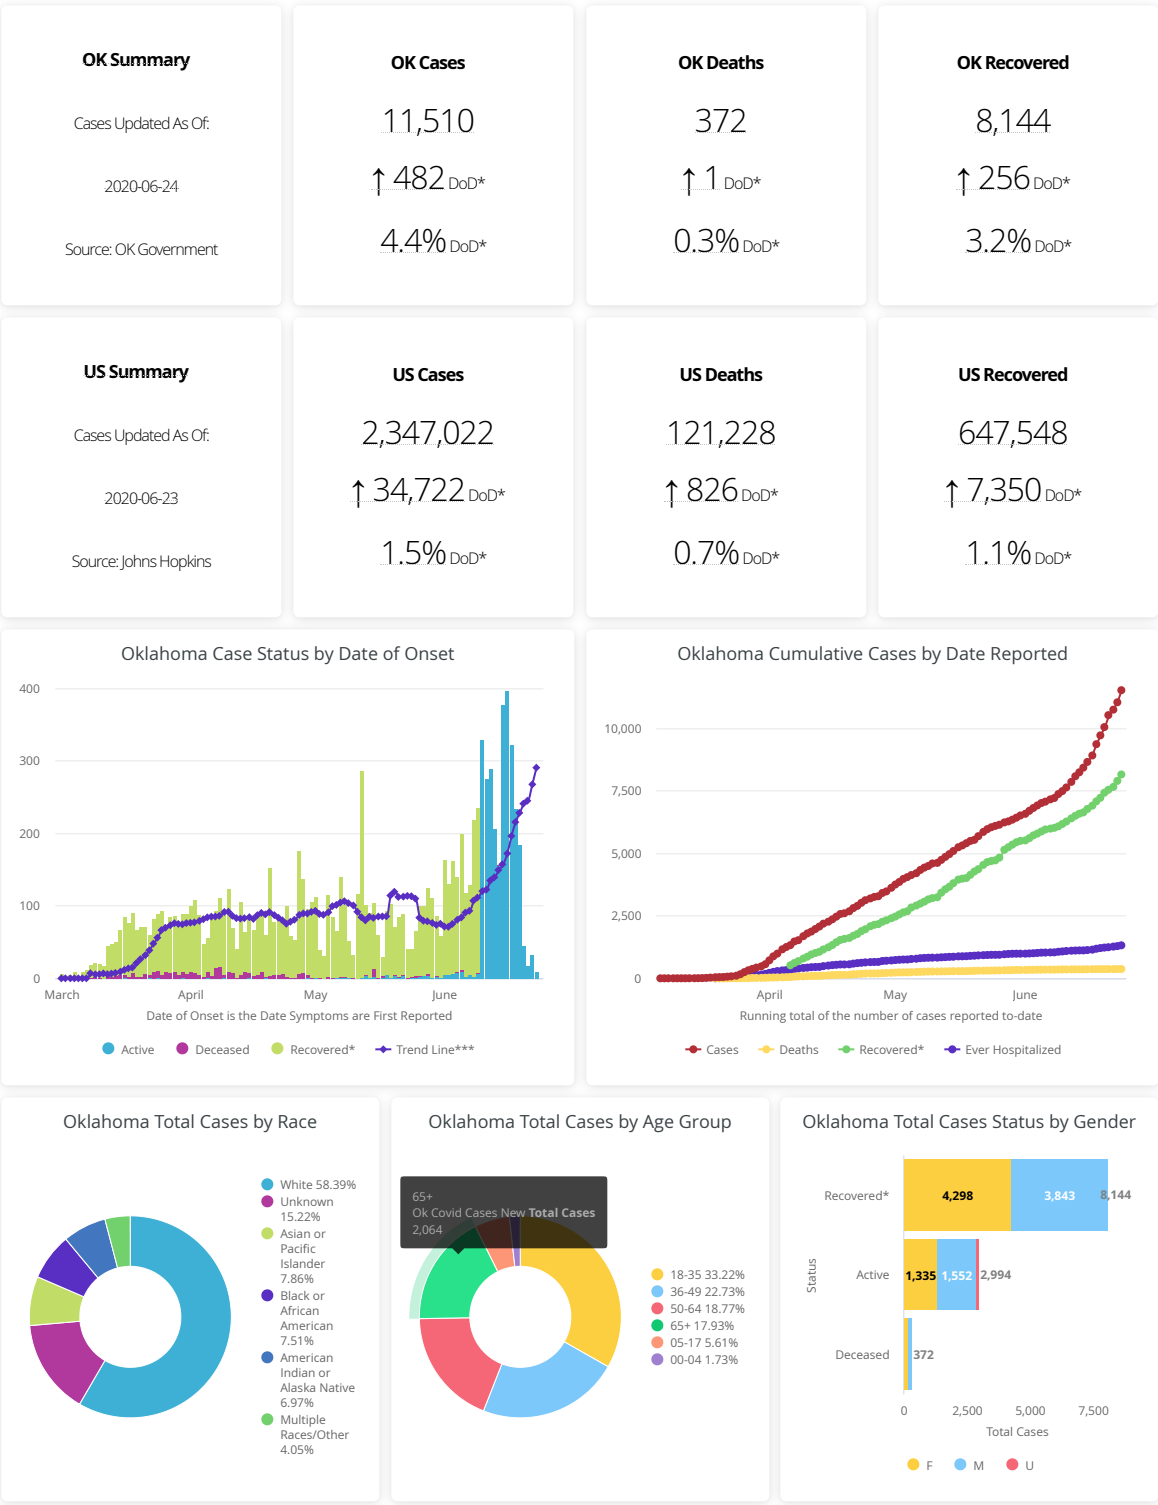 OK Summary
Cases Updated As Of:
2020-06-24
Source: OK Government
OK Cases
11,510
↑ 482 DoD*
4.4% DoD*
OK Deaths
372
↑ 1 DoD*
0.3% DoD*
OK Recovered
8,144
↑ 256 DoD*
3.2% DoD*
US Summary
Cases Updated As Of:
2020-06-23
Source: Johns Hopkins
US Cases
2,347,022
↑ 34,722 DoD*
1.5% DoD*
US Deaths
121,228
↑ 826 DoD*
0.7% DoD*
US Recovered
647,548
↑ 7,350 DoD*
1.1% DoD*
Oklahoma Case Status by Date of Onset
400
300
200
100
0
March April May June
Date of Onset is the Date Symptoms are First Reported
Active Deceased Recovered* Trend Line***
Oklahoma Cumulative Cases by Date Reported
10,000
7,500
5,000
2,500
0
April May June
Running total of the number of cases reported to-date
Cases Deaths Recovered* Ever Hospitalized
Oklahoma Total Cases by Race
White 58.39%
Unknown
15.22%
Asian or
Pacific
Islander
7.86%
Black or
African
American
7.51%
American
Indian or
Alaska Native
6.97%
Multiple
Races/Other
4.05%
Oklahoma Total Cases by Age Group
65+
Ok Covid Cases New Total Cases
2,064
18-35 33.22%
36-49 22.73%
50-64 18.77%
65+ 17.93%
05-17 5.61%
00-04 1.73%
Oklahoma Total Cases Status by Gender
Status
Recovered* 4,298 3,843 8,144
Active 1,335 1,552 2,994
Deceased 372
0 2,500 5,000 7,500
Total Cases
F M U